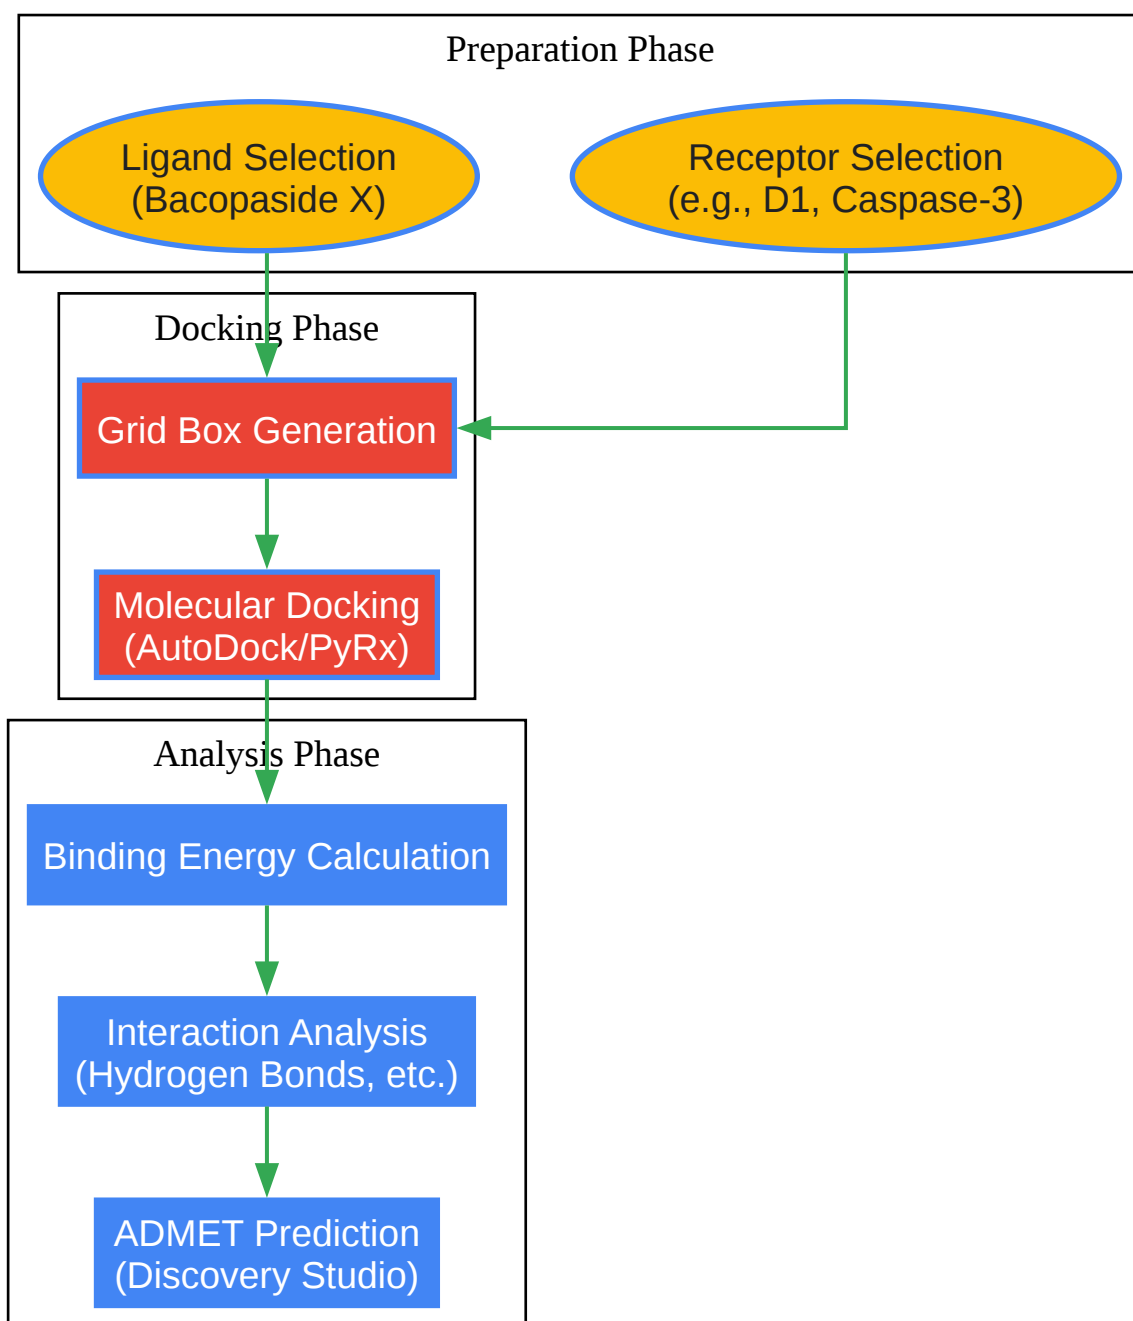 Preparation Phase
Ligand Selection
(Bacopaside X)
Receptor Selection
(e.g., D1, Caspase-3)
Docking Phase
Grid Box Generation
Molecular Docking
(AutoDock/PyRx)
Analysis Phase
Binding Energy Calculation
Interaction Analysis
(Hydrogen Bonds, etc.)
ADMET Prediction
(Discovery Studio)